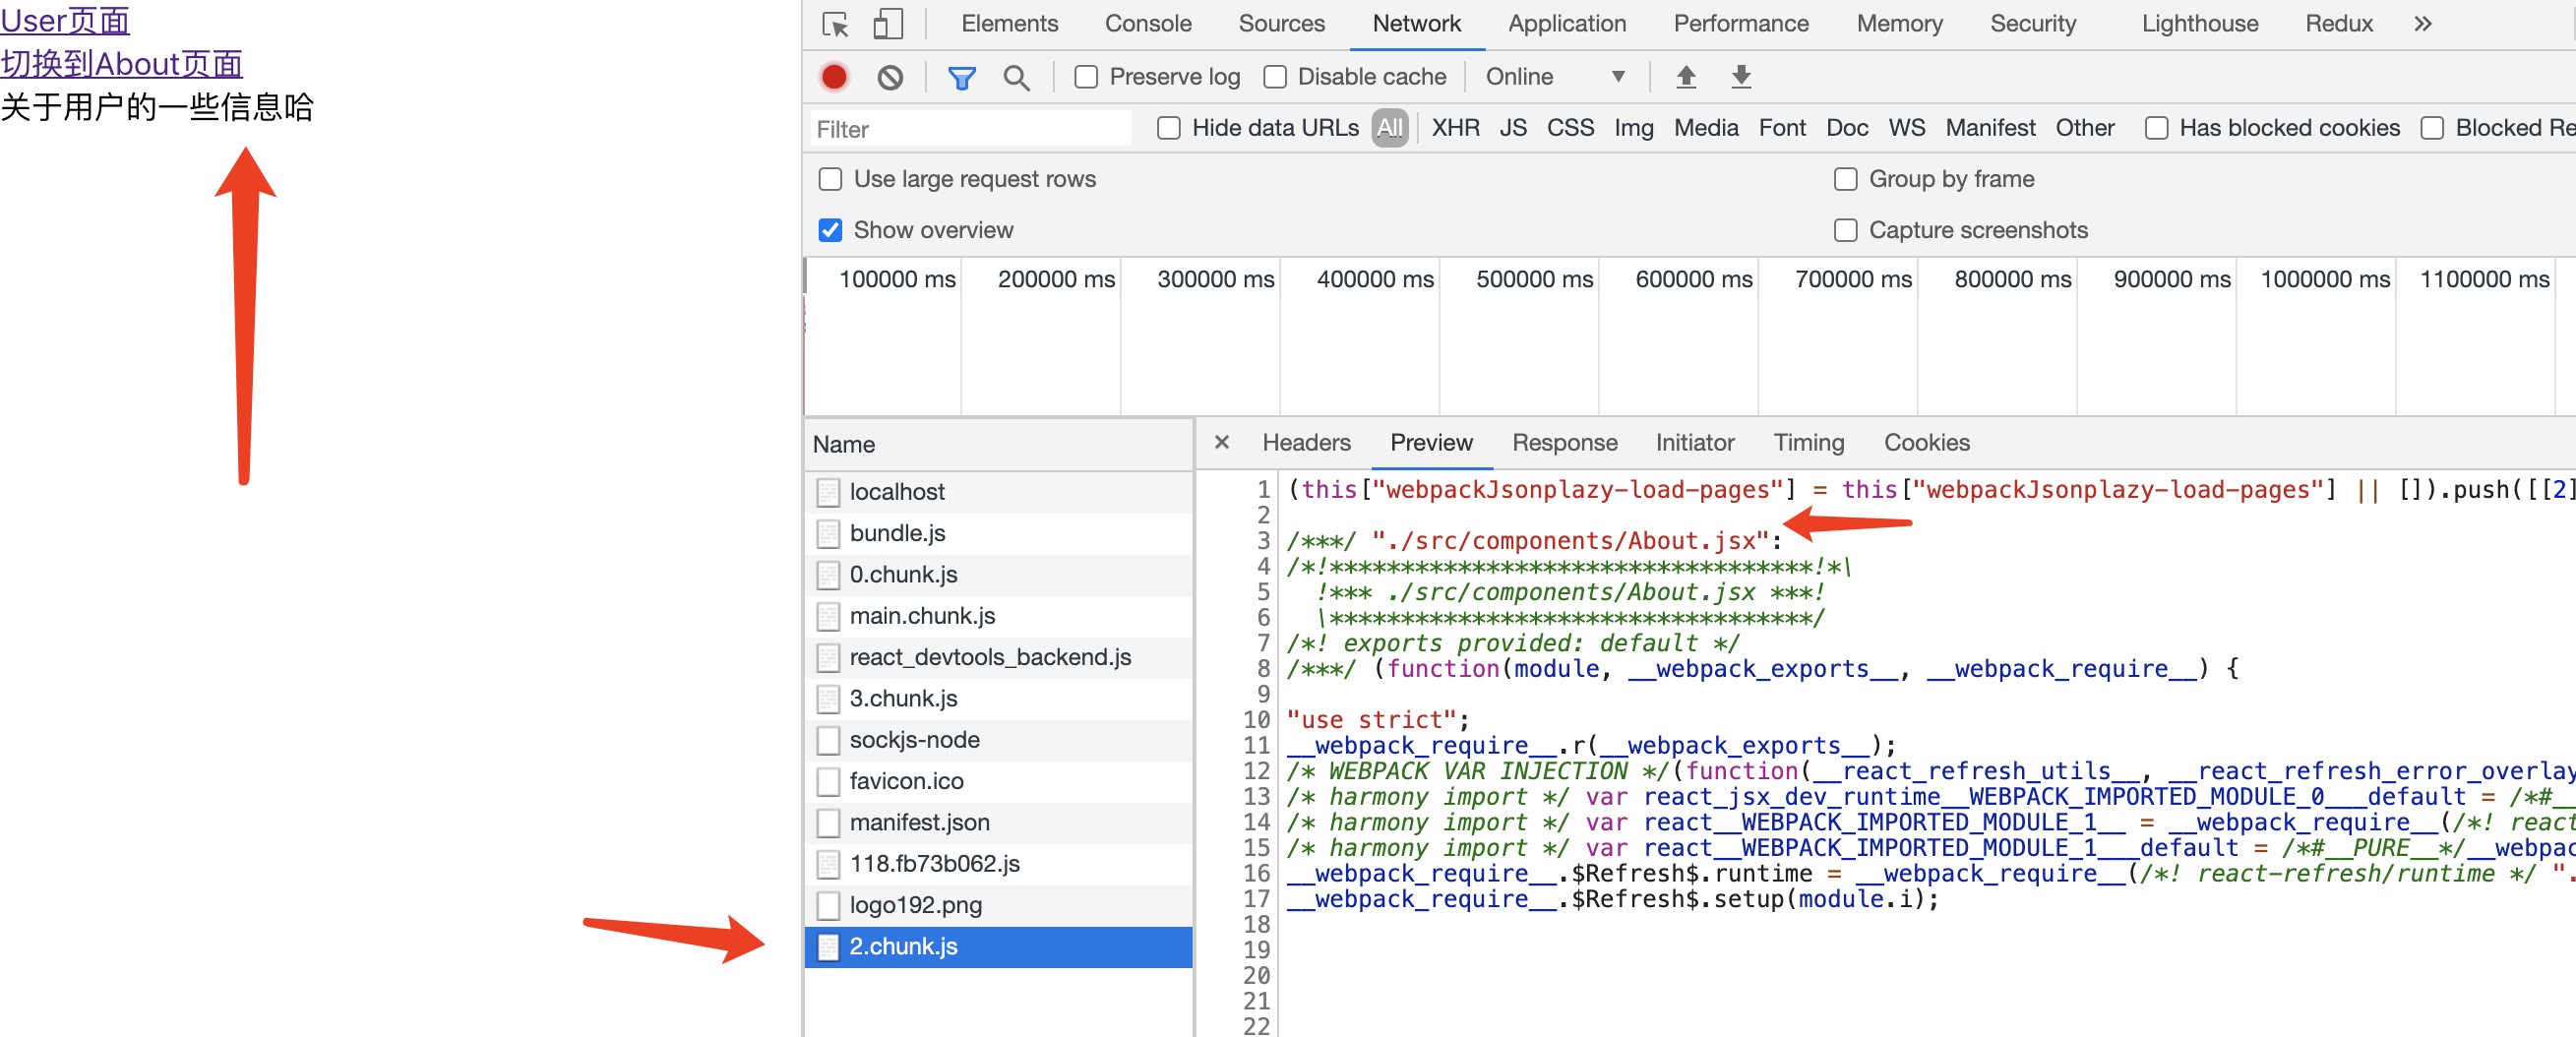 User页面
切换到About页面
关于用户的一些信息哈
Elements Console Sources Network Application Performance Memory Security Lighthouse Redux »
Preserve log Disable cache Online
Filter Hide data URLs All XHR JS CSS Img Media Font Doc WS Manifest Other Has blocked cookies Blocked Re
Use large request rows Group by frame
Show overview Capture screenshots
100000 ms 200000 ms 300000 ms 400000 ms 500000 ms 600000 ms 700000 ms 800000 ms 900000 ms 1000000 ms 1100000 ms
Name
localhost
bundle.js
0.chunk.js
main.chunk.js
react_devtools_backend.js
3.chunk.js
sockjs-node
favicon.ico
manifest.json
118.fb73b062.js
logo192.png
2.chunk.js
× Headers Preview Response Initiator Timing Cookies
1 (this["webpackJsonplazy-load-pages"] = this["webpackJsonplazy-load-pages"] || []).push([[2]
2
3 /***/ "./src/components/About.jsx":
4 /*!**********************************!*\
5 !*** ./src/components/About.jsx ***!
6 \**********************************/
7 /*! exports provided: default */
8 /***/ (function(module, __webpack_exports__, __webpack_require__) {
9
10 "use strict";
11 __webpack_require__.r(__webpack_exports__);
12 /* WEBPACK VAR INJECTION */(function(__react_refresh_utils__, __react_refresh_error_overlay
13 /* harmony import */ var react_jsx_dev_runtime__WEBPACK_IMPORTED_MODULE_0___default = /*#__
14 /* harmony import */ var react__WEBPACK_IMPORTED_MODULE_1__ = __webpack_require__(/*! react
15 /* harmony import */ var react__WEBPACK_IMPORTED_MODULE_1___default = /*#__PURE__*/__webpac
16 __webpack_require__.$Refresh$.runtime = __webpack_require__(/*! react-refresh/runtime */ ".
17 __webpack_require__.$Refresh$.setup(module.i);
18
19
20
21
22